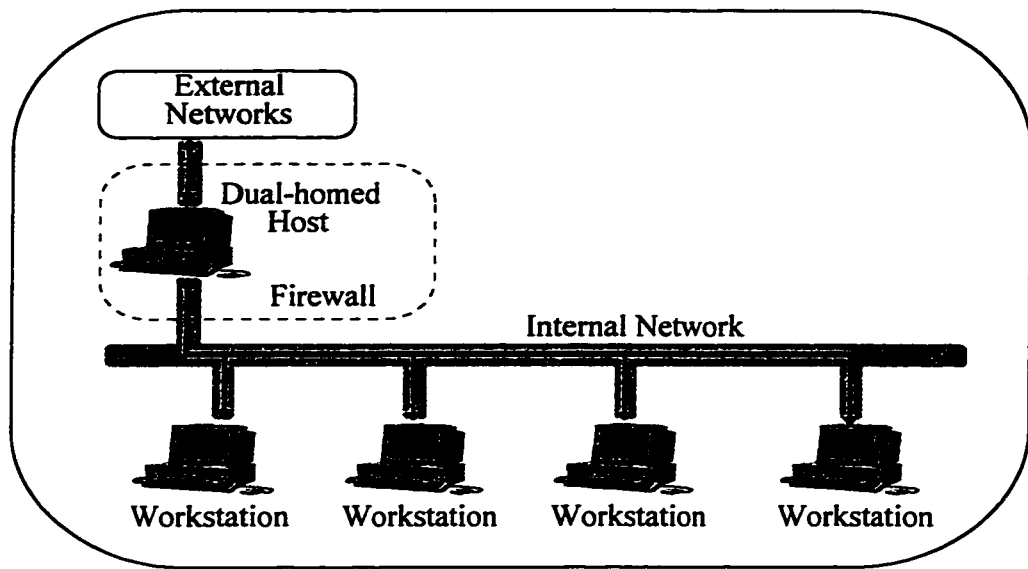 External
Networks
Dual-homed
Host
Firewall
Internal Network
Workstation
Workstation
Workstation
Workstation